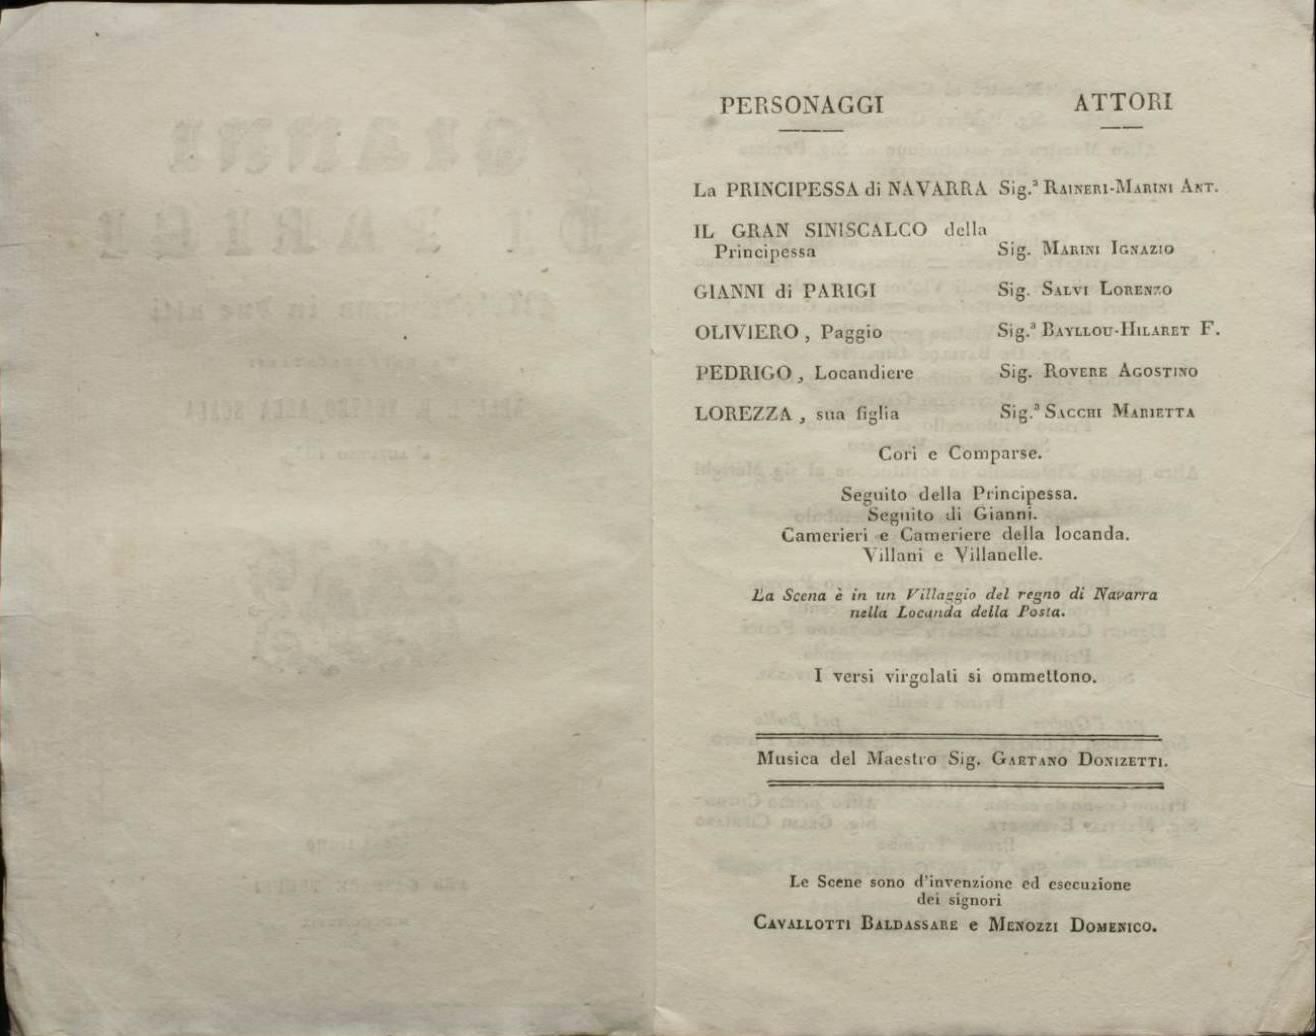 PERSONAGGI ATTORI
La PRINCIPESSA di NAVARRA Sig.ª RAINERI-MARINI ANT.
IL GRAN SINISCALCO della
Principessa Sig. MARINI IGNAZIO
GIANNI di PARIGI Sig. SALVI LORENZO
OLIVIERO, Paggio Sig.ª BAYLLOU-HILARET F.
PEDRIGO, Locandiere Sig. ROVERE AGOSTINO
LOREZZA, sua figlia Sig.ª SACCHI MARIETTA
Cori e Comparse.
Seguito della Principessa.
Seguito di Gianni.
Camerieri e Cameriere della locanda.
Villani e Villanelle.
La Scena è in un Villaggio del regno di Navarra
nella Locanda della Posta.
I versi virgolati si ommettono.
Musica del Maestro Sig. GAETANO DONIZETTI.
Le Scene sono d'invenzione ed esecuzione
dei signori
CAVALLOTTI BALDASSARE e MENOZZI DOMENICO.